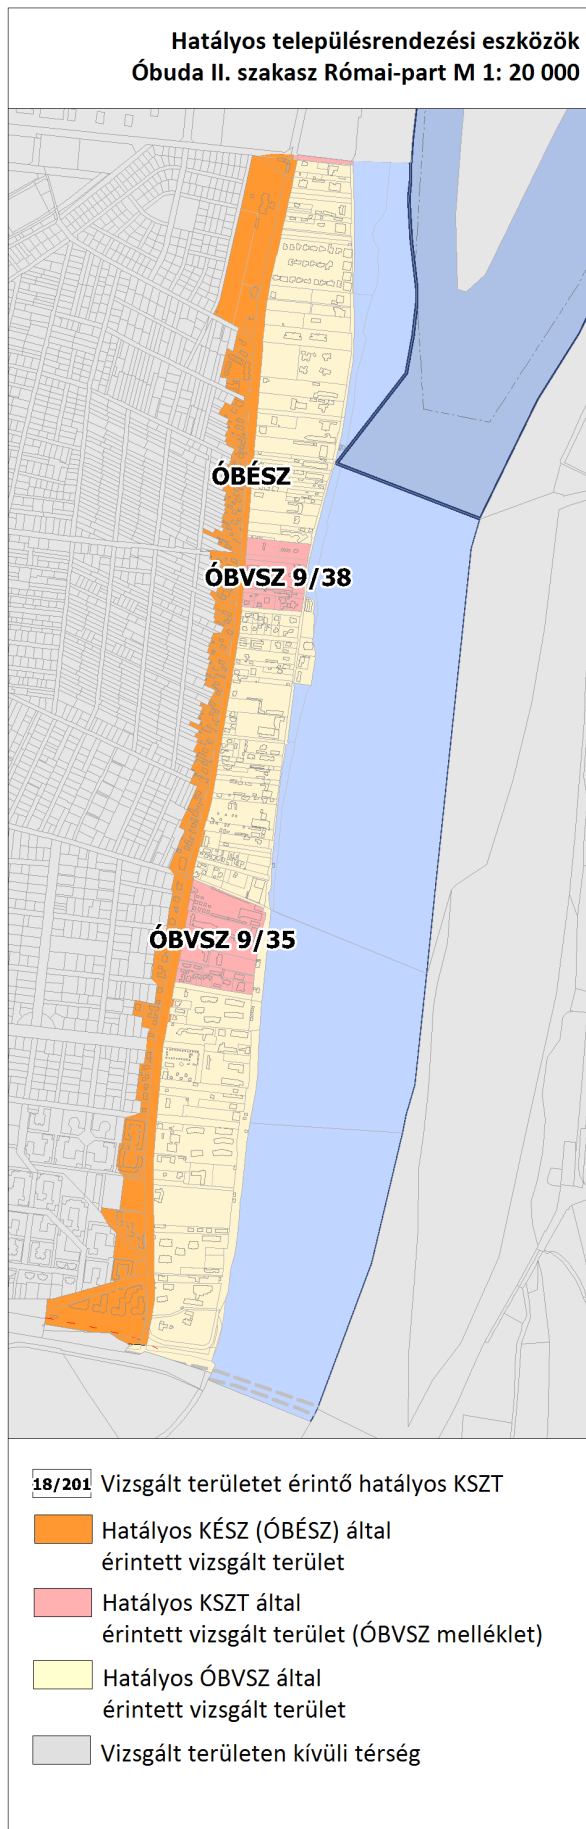 Hatályos településrendezési eszközök
Óbuda II. szakasz Római-part M 1: 20 000
ÓBÉSZ
ÓBVSZ 9/38
ÓBVSZ 9/35
18/201 Vizsgált területet érintő hatályos KSZT
Hatályos KÉSZ (ÓBÉSZ) által
érintett vizsgált terület
Hatályos KSZT által
érintett vizsgált terület (ÓBVSZ melléklet)
Hatályos ÓBVSZ által
érintett vizsgált terület
Vizsgált területen kívüli térség